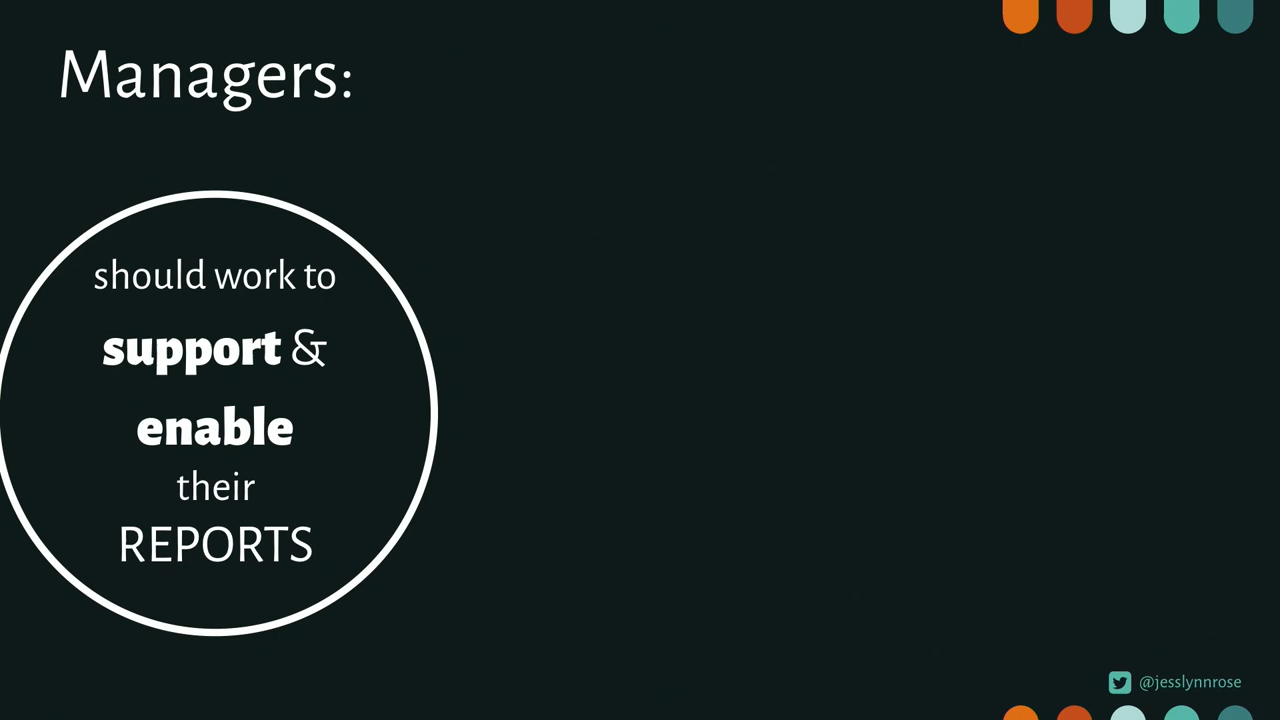 Managers:
should work to
support &
enable
their
REPORTS
@jesslynnrose